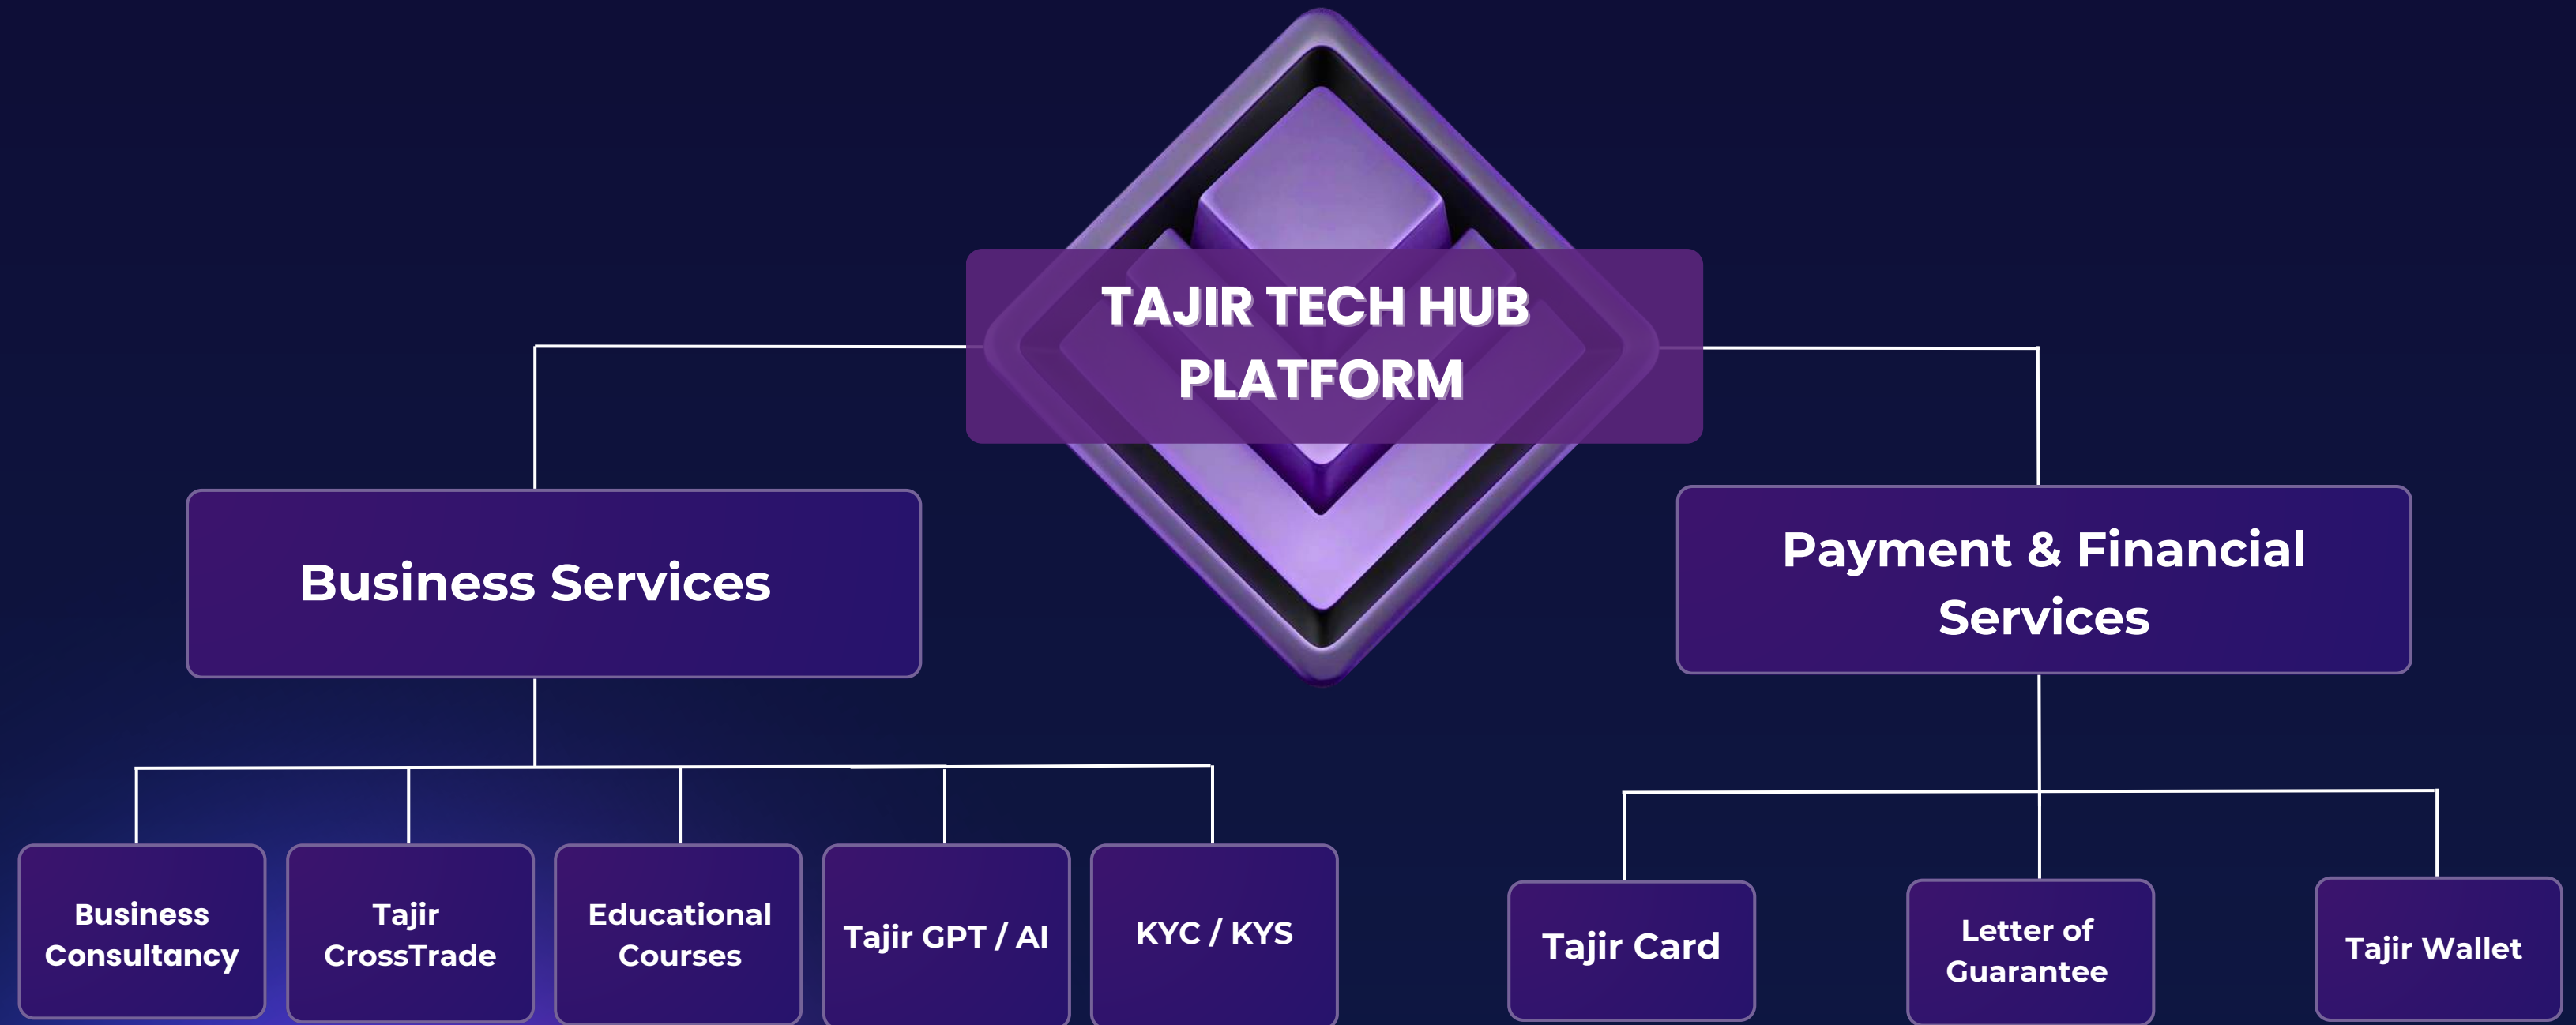 TAJIR TECH HUB
PLATFORM
Business Services
Payment & Financial
Services
Business
Consultancy
Tajir
CrossTrade
Educational
Courses
Tajir GPT / AI
KYC / KYS
Tajir Card
Letter of
Guarantee
Tajir Wallet